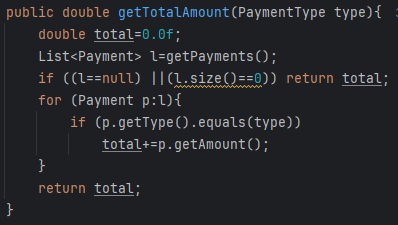 public double getTotalAmount(PaymentType type){
double total=0.0f;
List<Payment> l=getPayments();
if ((l==null) ||(l.size()==0)) return total;
for (Payment p:l){
if (p.getType().equals(type))
total+=p.getAmount();
}
return total;
}